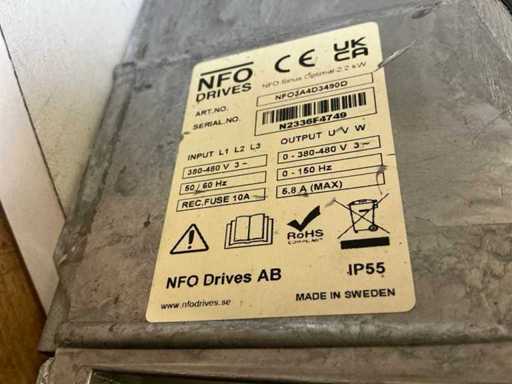 NFO
DRIVES
CE UK CA
NFO Sinus Optimal 2.2 kW
ART.NO. NFO3A4D3490D
SERIAL.NO. N2336F4749
INPUT L1 L2 L3 OUTPUT U V W
380-480 V 3~ 0 - 380-480 V 3~
50 / 60 Hz 0 - 150 Hz
REC.FUSE 10A 5.8 A (MAX)
RoHS
COMPLIANT
NFO Drives AB IP55
www.nfodrives.se MADE IN SWEDEN